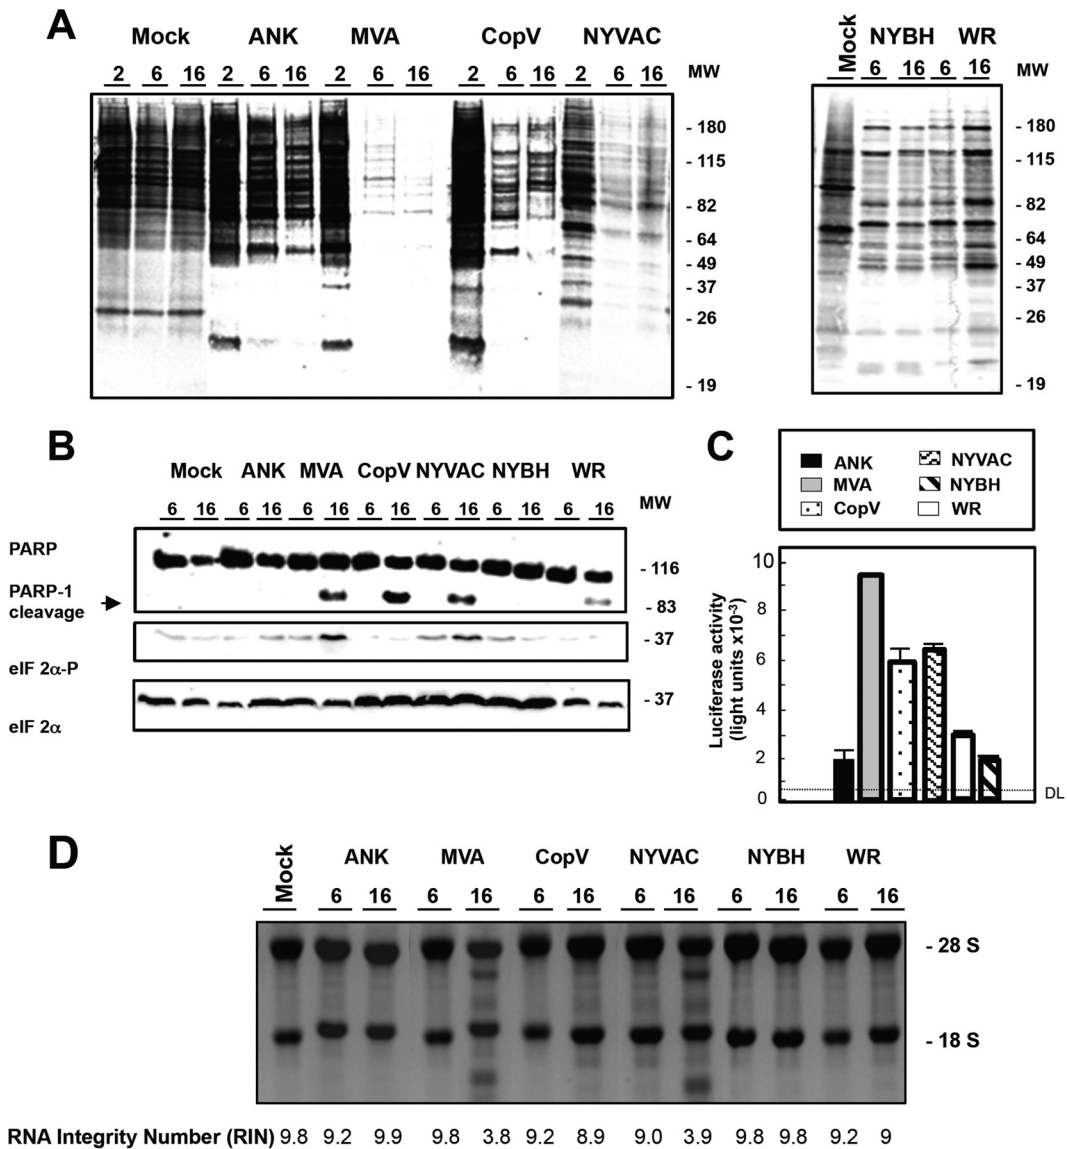 A
Mock ANK MVA CopV NYVAC
2 6 16 2 6 16 2 6 16 2 6 16 2 6 16 MW
- 180
- 115
- 82
- 64
- 49
- 37
- 26
- 19
Mock NYBH WR
6 16 6 16 MW
- 180
- 115
- 82
- 64
- 49
- 37
- 26
- 19
B
Mock ANK MVA CopV NYVAC NYBH WR
6 16 6 16 6 16 6 16 6 16 6 16 6 16 MW
PARP
- 116
PARP-1
cleavage
- 83
- 37
eIF 2α-P
- 37
eIF 2α
C
ANK NYVAC
MVA NYBH
CopV WR
Luciferase activity
(light units x10-3)
10
8
6
4
2
0
DL
D
Mock ANK MVA CopV NYVAC NYBH WR
6 16 6 16 6 16 6 16 6 16 6 16
- 28 S
- 18 S
RNA Integrity Number (RIN) 9.8 9.2 9.9 9.8 3.8 9.2 8.9 9.0 3.9 9.8 9.8 9.2 9